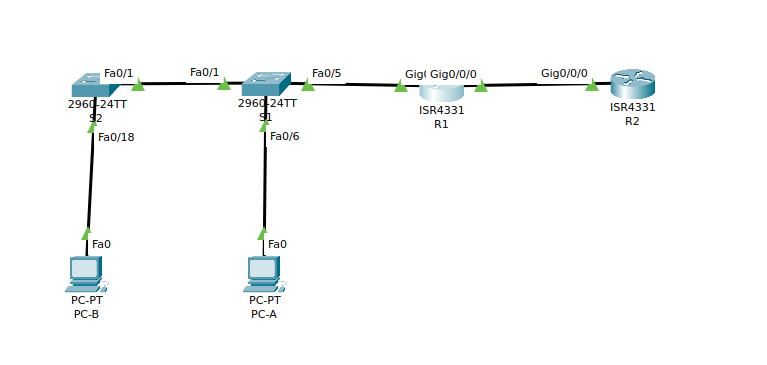 Fa0/1
Fa0/1
Fa0/5
Gig0/0/0
Gig0/0/0
2960-24TT
S2
2960-24TT
S1
ISR4331
R1
ISR4331
R2
Fa0/18
Fa0/6
Fa0
Fa0
PC-PT
PC-B
PC-PT
PC-A